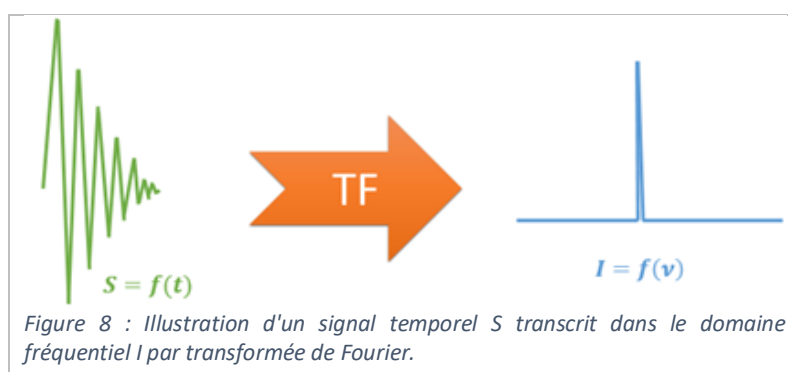 TF
S = f(t)
I = f(ν)
Figure 8 : Illustration d'un signal temporel S transcrit dans le domaine
fréquentiel I par transformée de Fourier.